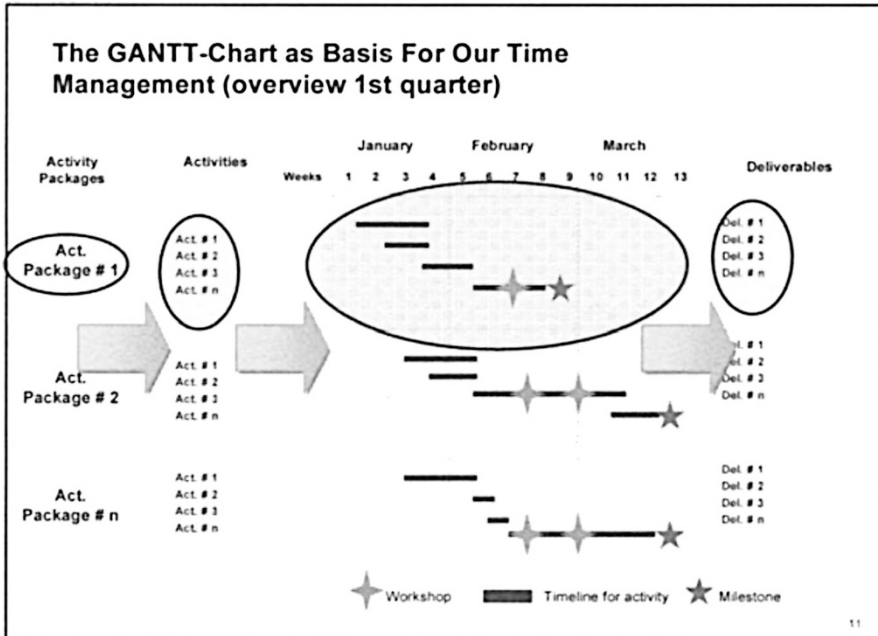 The GANTT-Chart as Basis For Our Time
Management (overview 1st quarter)
Activity
Packages
Activities
January February March
Weeks 1 2 3 4 5 6 7 8 9 10 11 12 13
Deliverables
Act.
Package # 1
Act. # 1
Act. # 2
Act. # 3
Act. # n
Del. # 1
Del. # 2
Del. # 3
Del. # n
Act.
Package # 2
Act. # 1
Act. # 2
Act. # 3
Act. # n
Del. # 1
Del. # 2
Del. # 3
Del. # n
Act.
Package # n
Act. # 1
Act. # 2
Act. # 3
Act. # n
Del. # 1
Del. # 2
Del. # 3
Del. # n
Workshop Timeline for activity Milestone
11